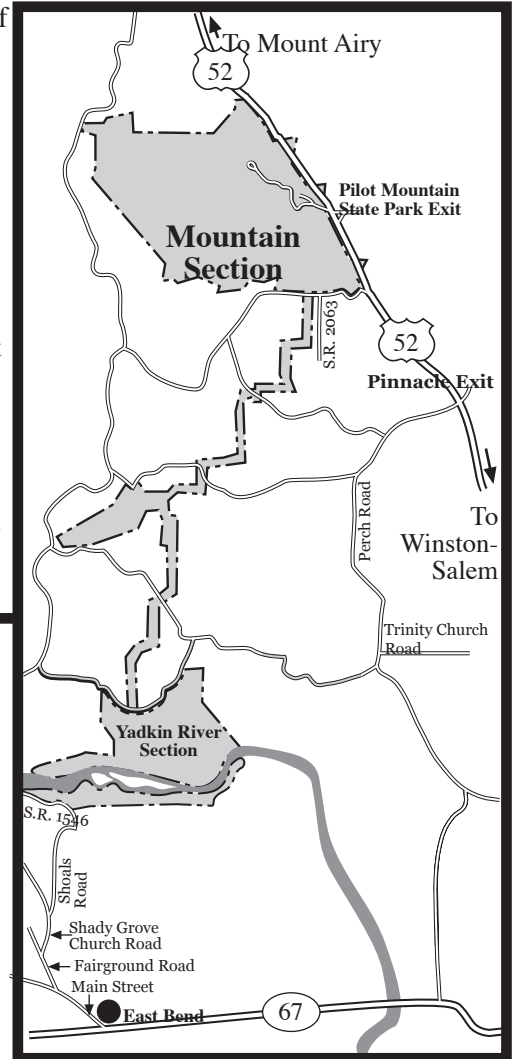 of
To Mount Airy
52
Pilot Mountain
State Park Exit
Mountain
Section
S.R. 2063
52
Pinnacle Exit
To
Winston-
Salem
Perch Road
Trinity Church
Road
Yadkin River
Section
S.R. 1546
Shoals
Road
Shady Grove
Church Road
Fairground Road
Main Street
East Bend
67